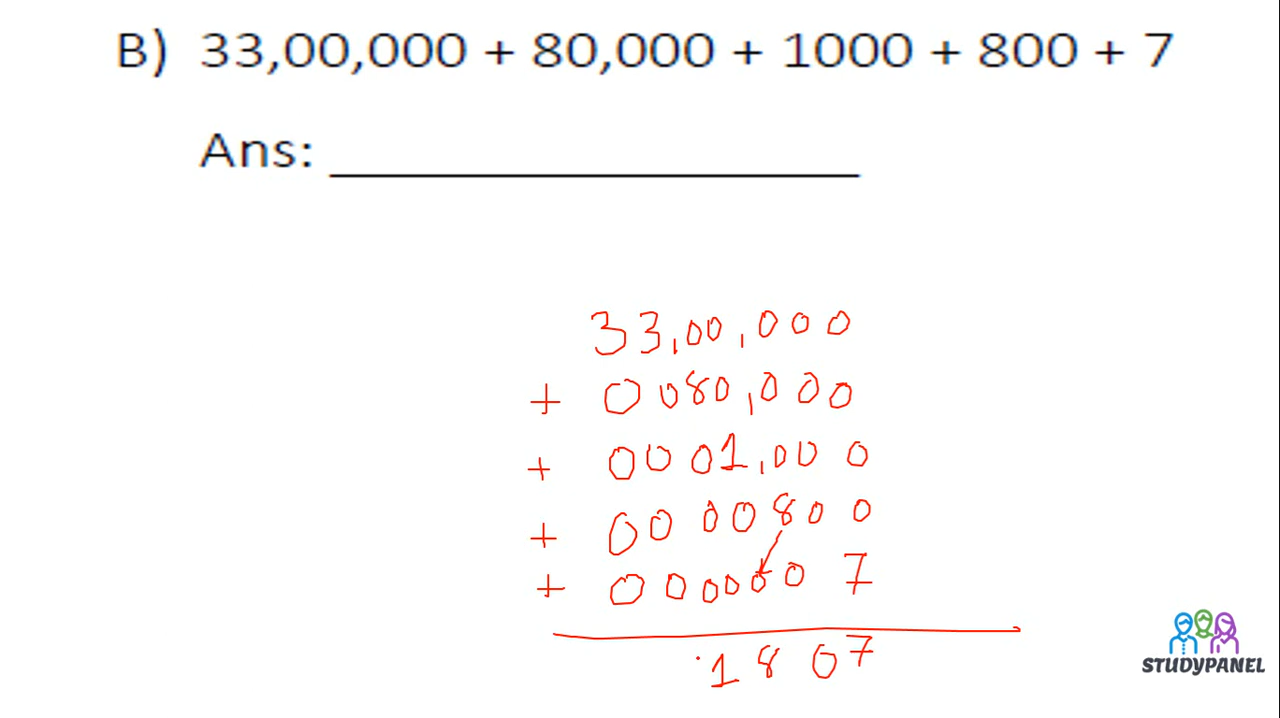 B) 33,00,000 + 80,000 + 1000 + 800 + 7
Ans: ____________________
33,00,000
+ 0080,000
+ 0001,000
+ 0000800
+ 0000007
1807
STUDYPANEL